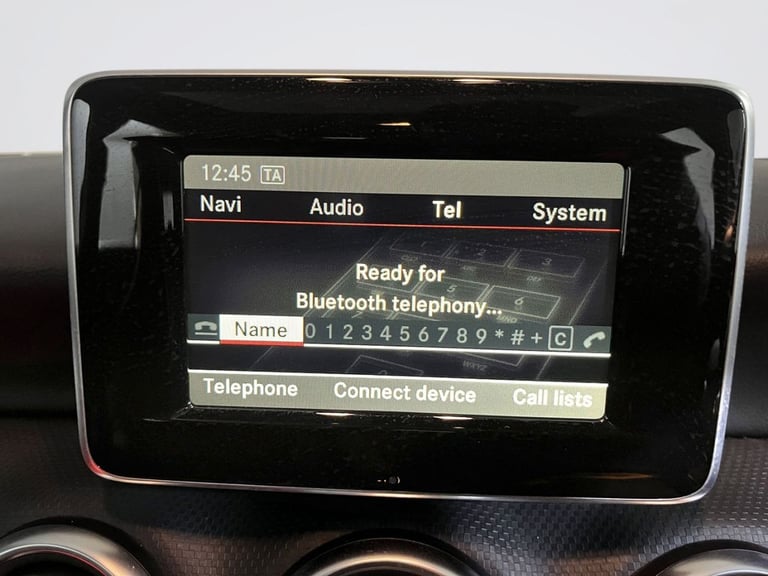 12:45 TA
Navi Audio Tel System
Ready for
Bluetooth telephony...
Name 0 1 2 3 4 5 6 7 8 9 * # + C
Telephone Connect device Call lists